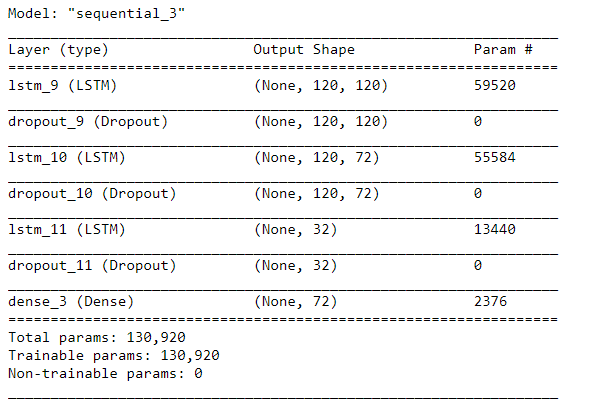 Model: "sequential_3"
Layer (type) Output Shape Param #
lstm_9 (LSTM) (None, 120, 120) 59520
dropout_9 (Dropout) (None, 120, 120) 0
lstm_10 (LSTM) (None, 120, 72) 55584
dropout_10 (Dropout) (None, 120, 72) 0
lstm_11 (LSTM) (None, 32) 13440
dropout_11 (Dropout) (None, 32) 0
dense_3 (Dense) (None, 72) 2376
Total params: 130,920
Trainable params: 130,920
Non-trainable params: 0